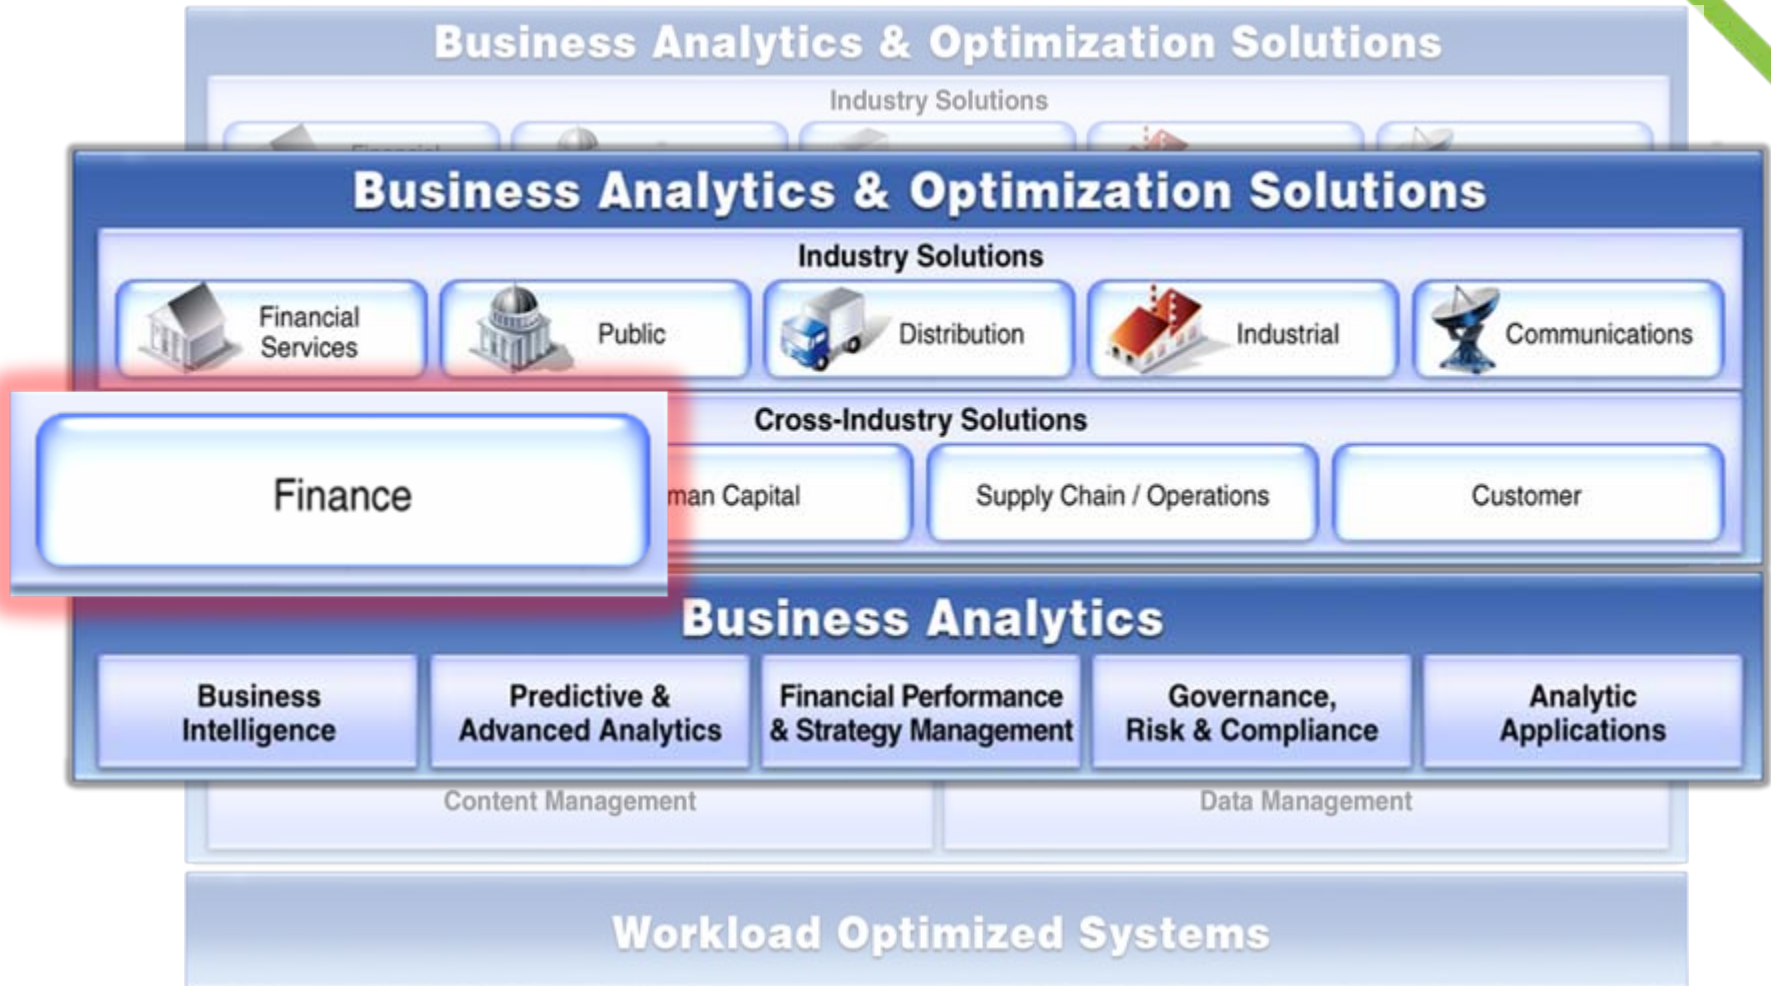 Business Analytics & Optimization Solutions
Industry Solutions
Business Analytics & Optimization Solutions
Industry Solutions
Financial
Services
Public
Distribution
Industrial
Communications
Cross-Industry Solutions
Finance
man Capital
Supply Chain / Operations
Customer
Business Analytics
Business
Intelligence
Predictive &
Advanced Analytics
Financial Performance
& Strategy Management
Governance,
Risk & Compliance
Analytic
Applications
Content Management
Data Management
Workload Optimized Systems